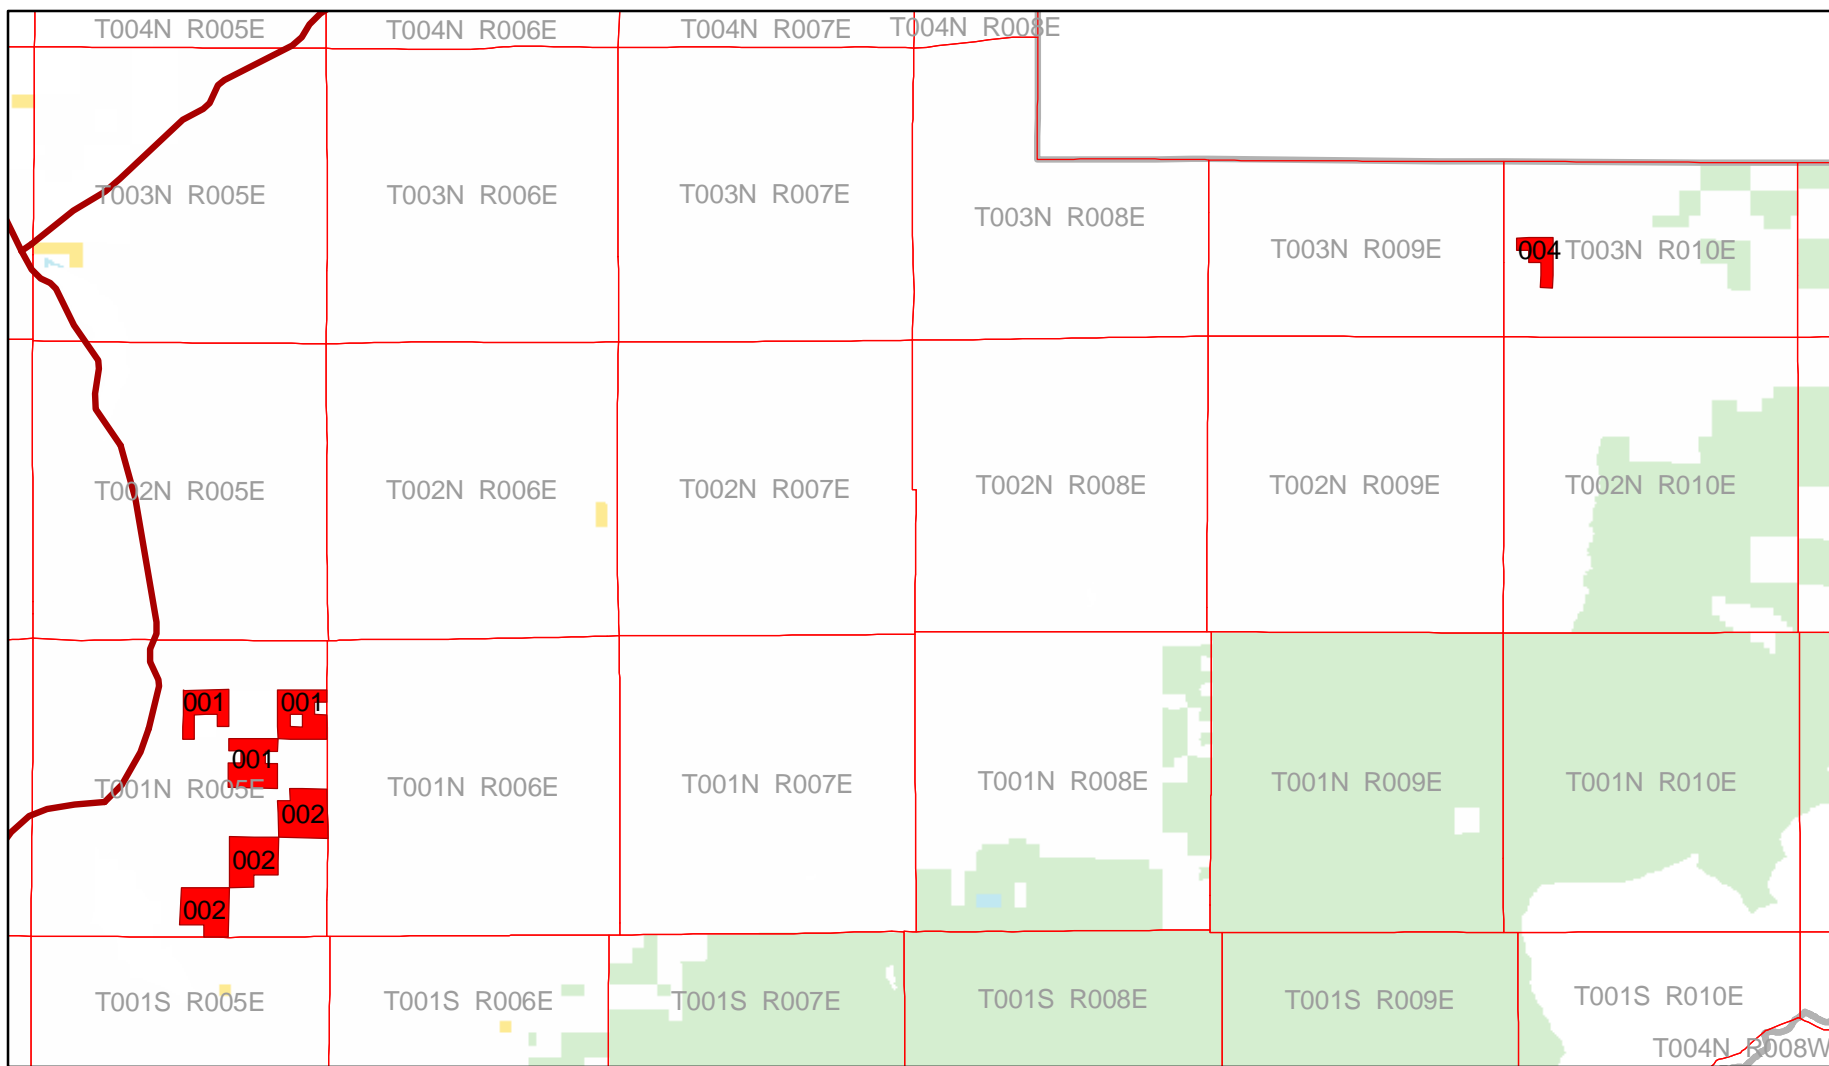 T004N R005E
T004N R006E
T004N R007E
T004N R008E
T003N R005E
T003N R006E
T003N R007E
T003N R008E
T003N R009E
004
T003N R010E
T002N R005E
T002N R006E
T002N R007E
T002N R008E
T002N R009E
T002N R010E
001
001
001
T001N R005E
T001N R006E
T001N R007E
T001N R008E
T001N R009E
T001N R010E
002
002
002
T001S R005E
T001S R006E
T001S R007E
T001S R008E
T001S R009E
T001S R010E
T004N R008W